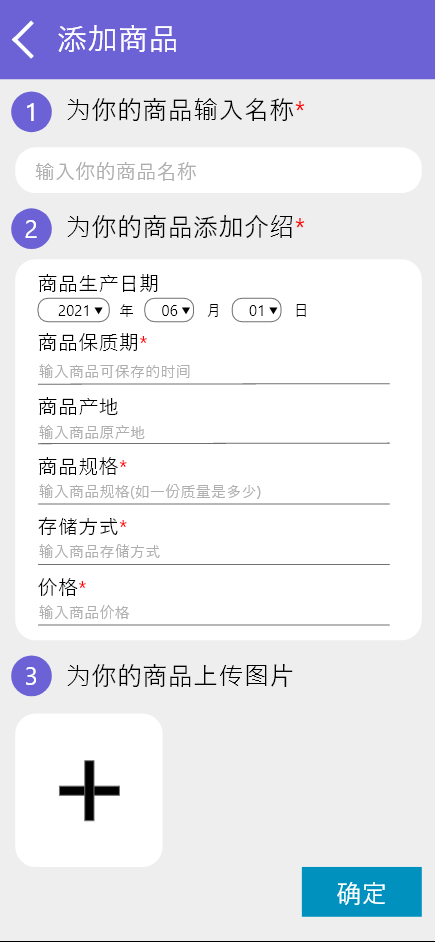 添加商品
1 为你的商品输入名称*
输入你的商品名称
2 为你的商品添加介绍*
商品生产日期
2021 年 06 月 01 日
商品保质期*
输入商品可保存的时间
商品产地
输入商品原产地
商品规格*
输入商品规格(如一份质量是多少)
存储方式*
输入商品存储方式
价格*
输入商品价格
3 为你的商品上传图片
确定